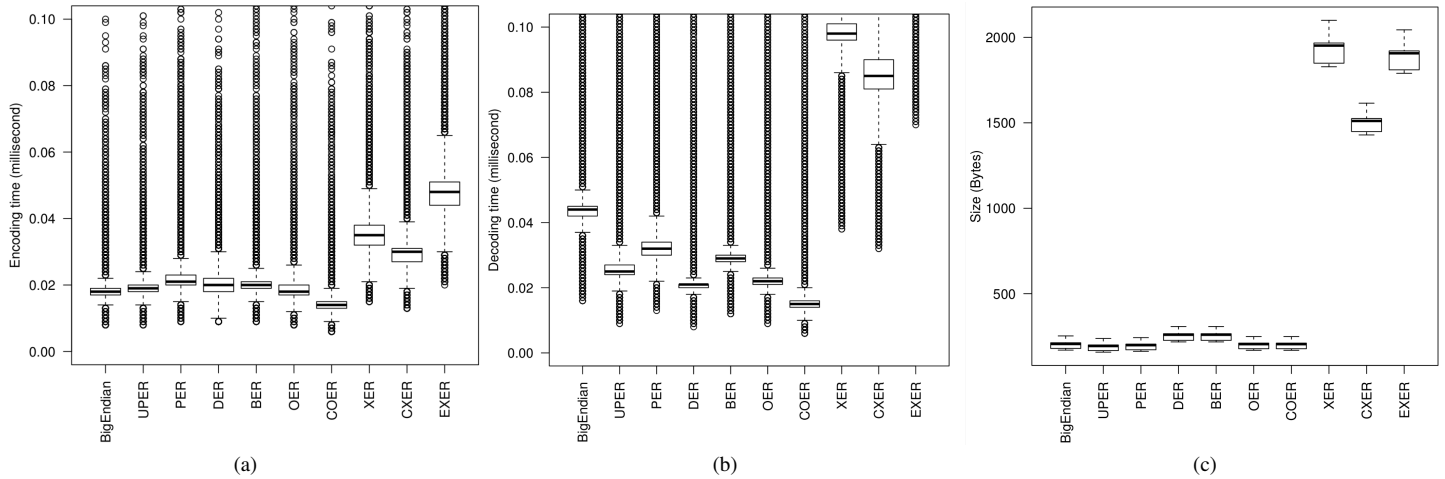 Encoding time (millisecond)
0.10
0.08
0.06
0.04
0.02
0.00
BigEndian
UPER
PER
DER
BER
OER
COER
XER
CXER
EXER
(a)
Decoding time (millisecond)
0.10
0.08
0.06
0.04
0.02
0.00
BigEndian
UPER
PER
DER
BER
OER
COER
XER
CXER
EXER
(b)
Size (Bytes)
2000
1500
1000
500
BigEndian
UPER
PER
DER
BER
OER
COER
XER
CXER
EXER
(c)